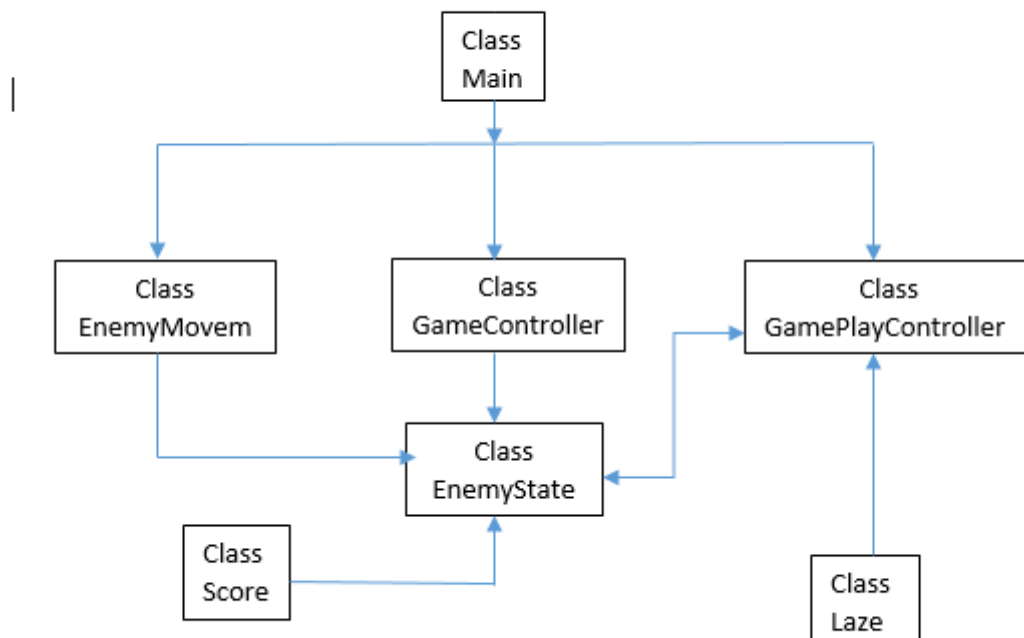 Class
Main
Class
EnemyMovem
Class
GameController
Class
GamePlayController
Class
EnemyState
Class
Score
Class
Laze